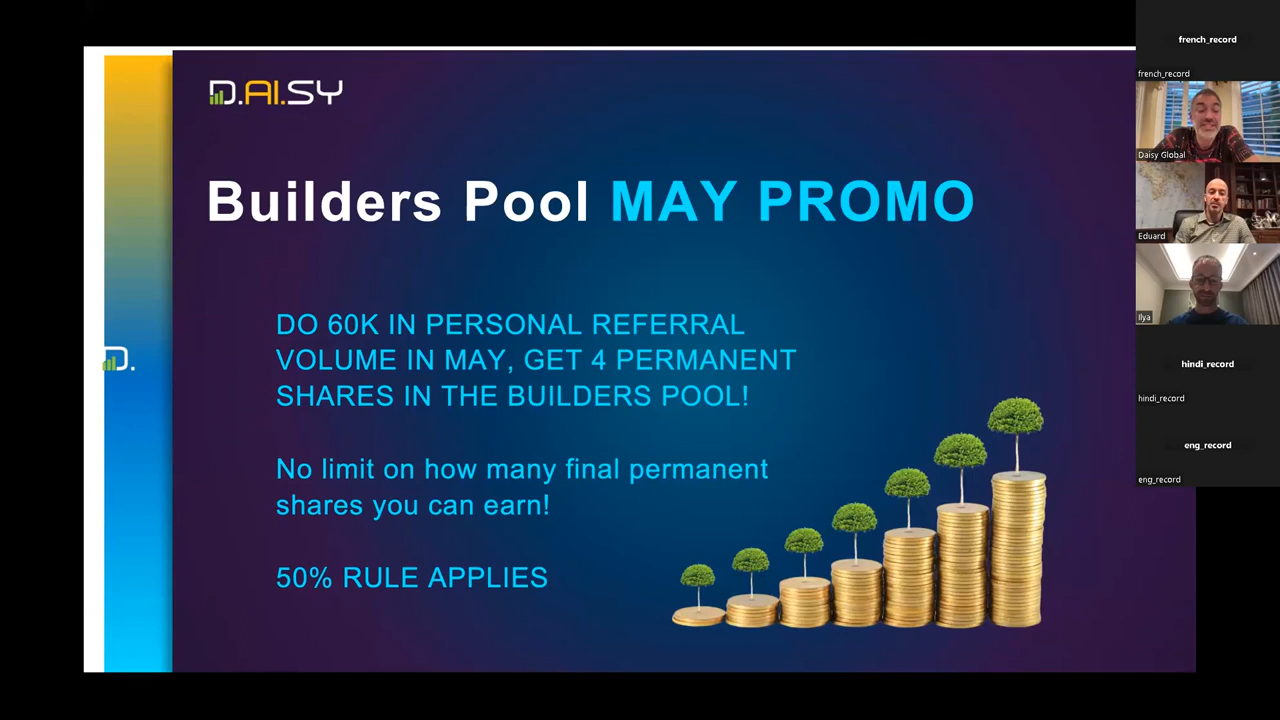 D.AI.SY
Builders Pool MAY PROMO
DO 60K IN PERSONAL REFERRAL
VOLUME IN MAY, GET 4 PERMANENT
SHARES IN THE BUILDERS POOL!
No limit on how many final permanent
shares you can earn!
50% RULE APPLIES
D.
french_record
french_record
Daisy Global
Eduard
Ilya
hindi_record
hindi_record
eng_record
eng_record